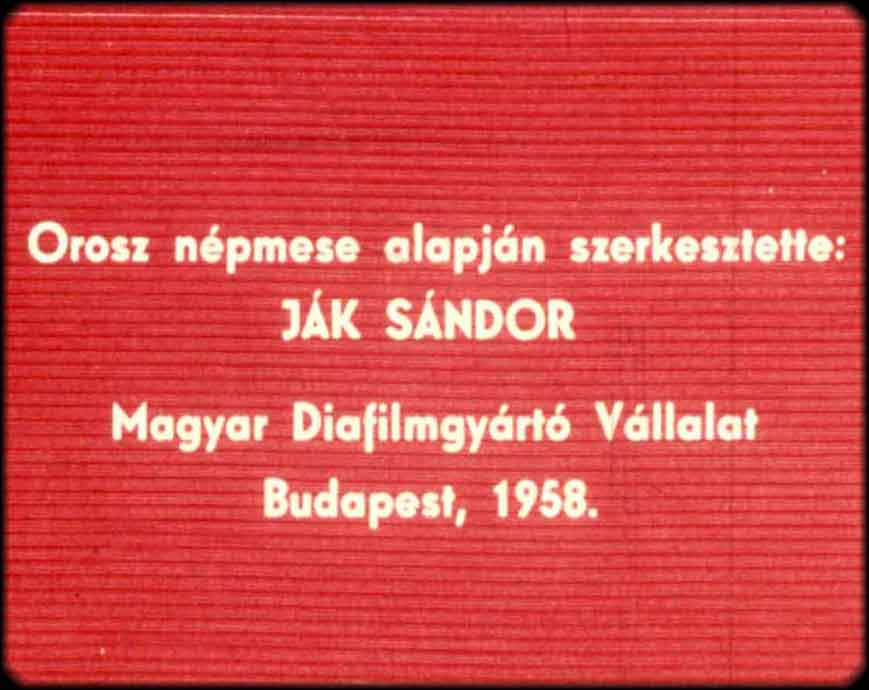 Orosz népmese alapján szerkesztette:
JÁK SÁNDOR
Magyar Diafilmgyártó Vállalat
Budapest, 1958.